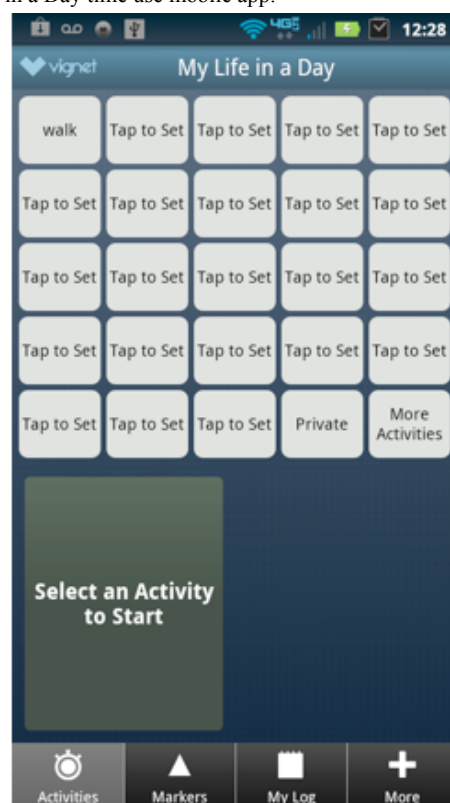 in a Day time use mobile app.
4G 12:28
vignet My Life in a Day
walk Tap to Set Tap to Set Tap to Set Tap to Set
Tap to Set Tap to Set Tap to Set Tap to Set Tap to Set
Tap to Set Tap to Set Tap to Set Tap to Set Tap to Set
Tap to Set Tap to Set Tap to Set Tap to Set Tap to Set
Tap to Set Tap to Set Tap to Set Private More
Activities
Select an Activity
to Start
Activities Markers My Log More